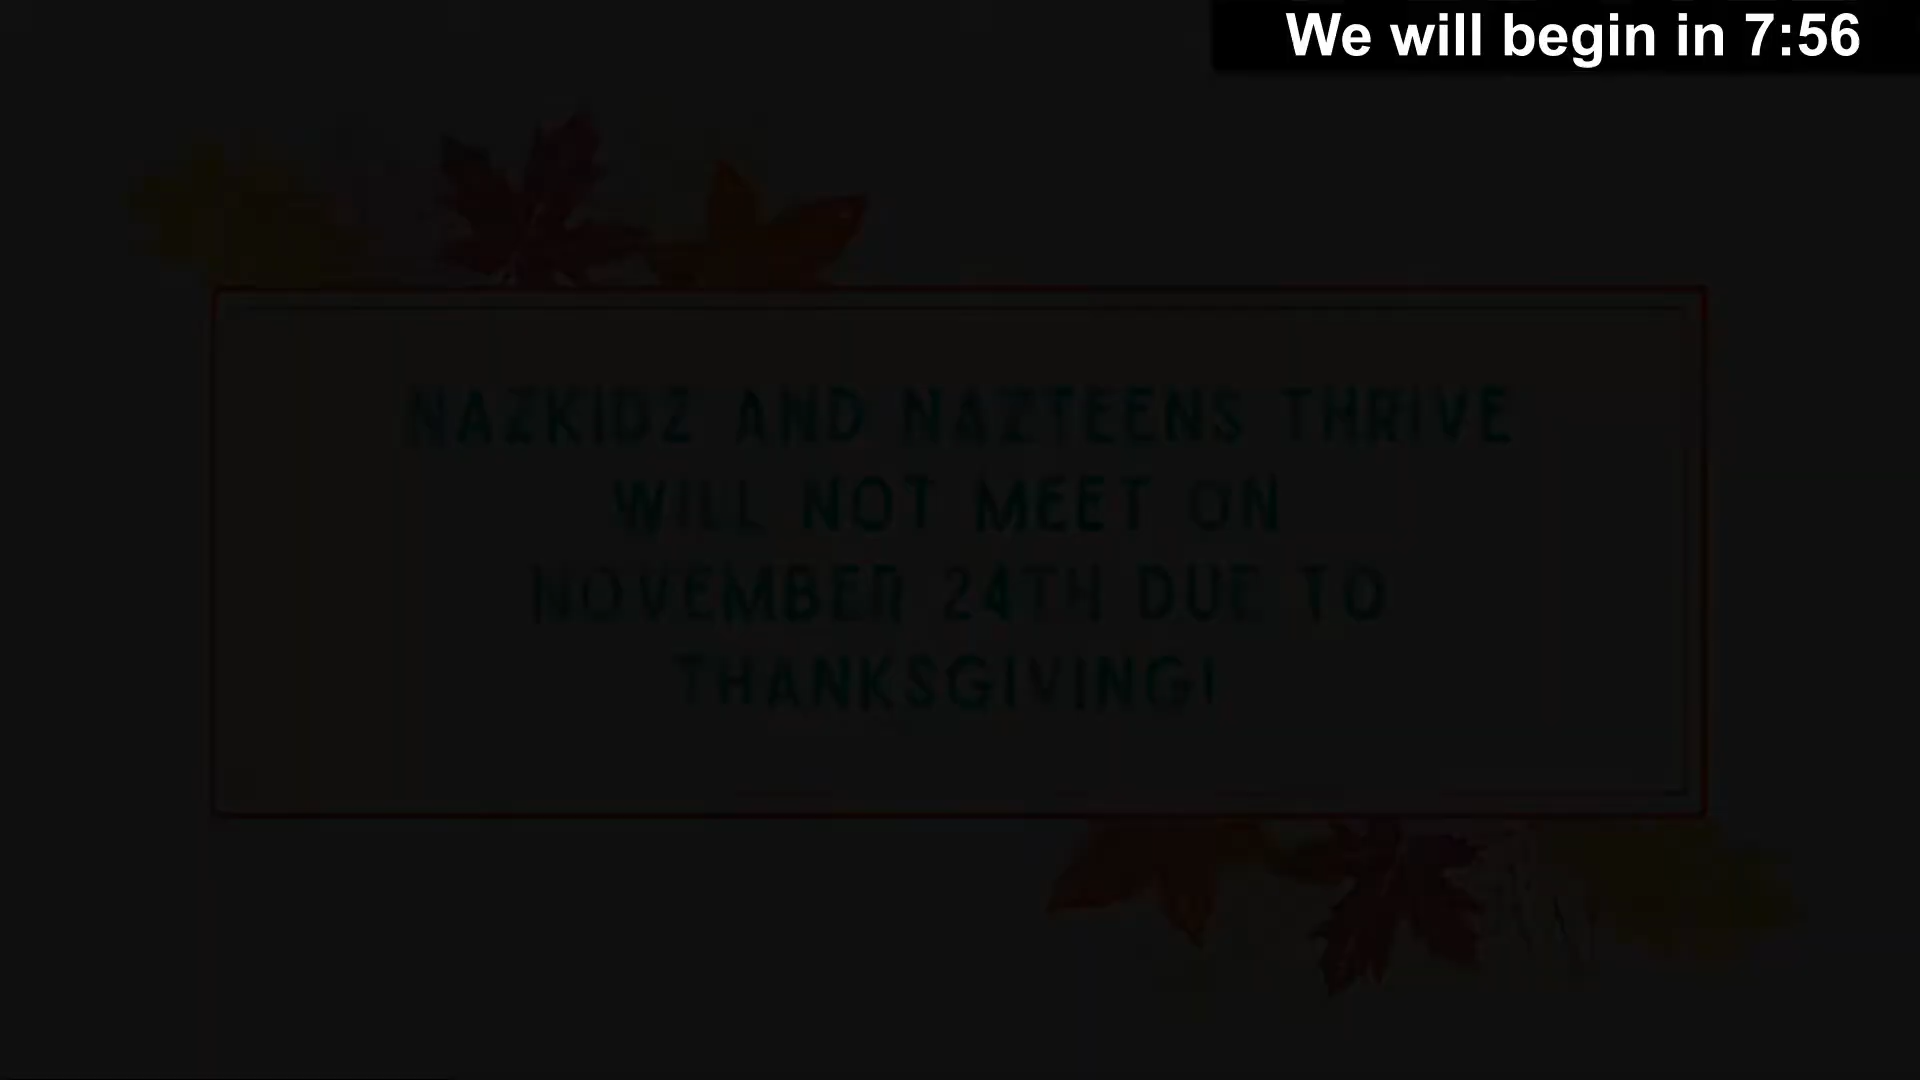 We will begin in 7:56
NAZKIDZ AND NAZTEENS THRIVE
WILL NOT MEET ON
NOVEMBER 24TH DUE TO
THANKSGIVING!